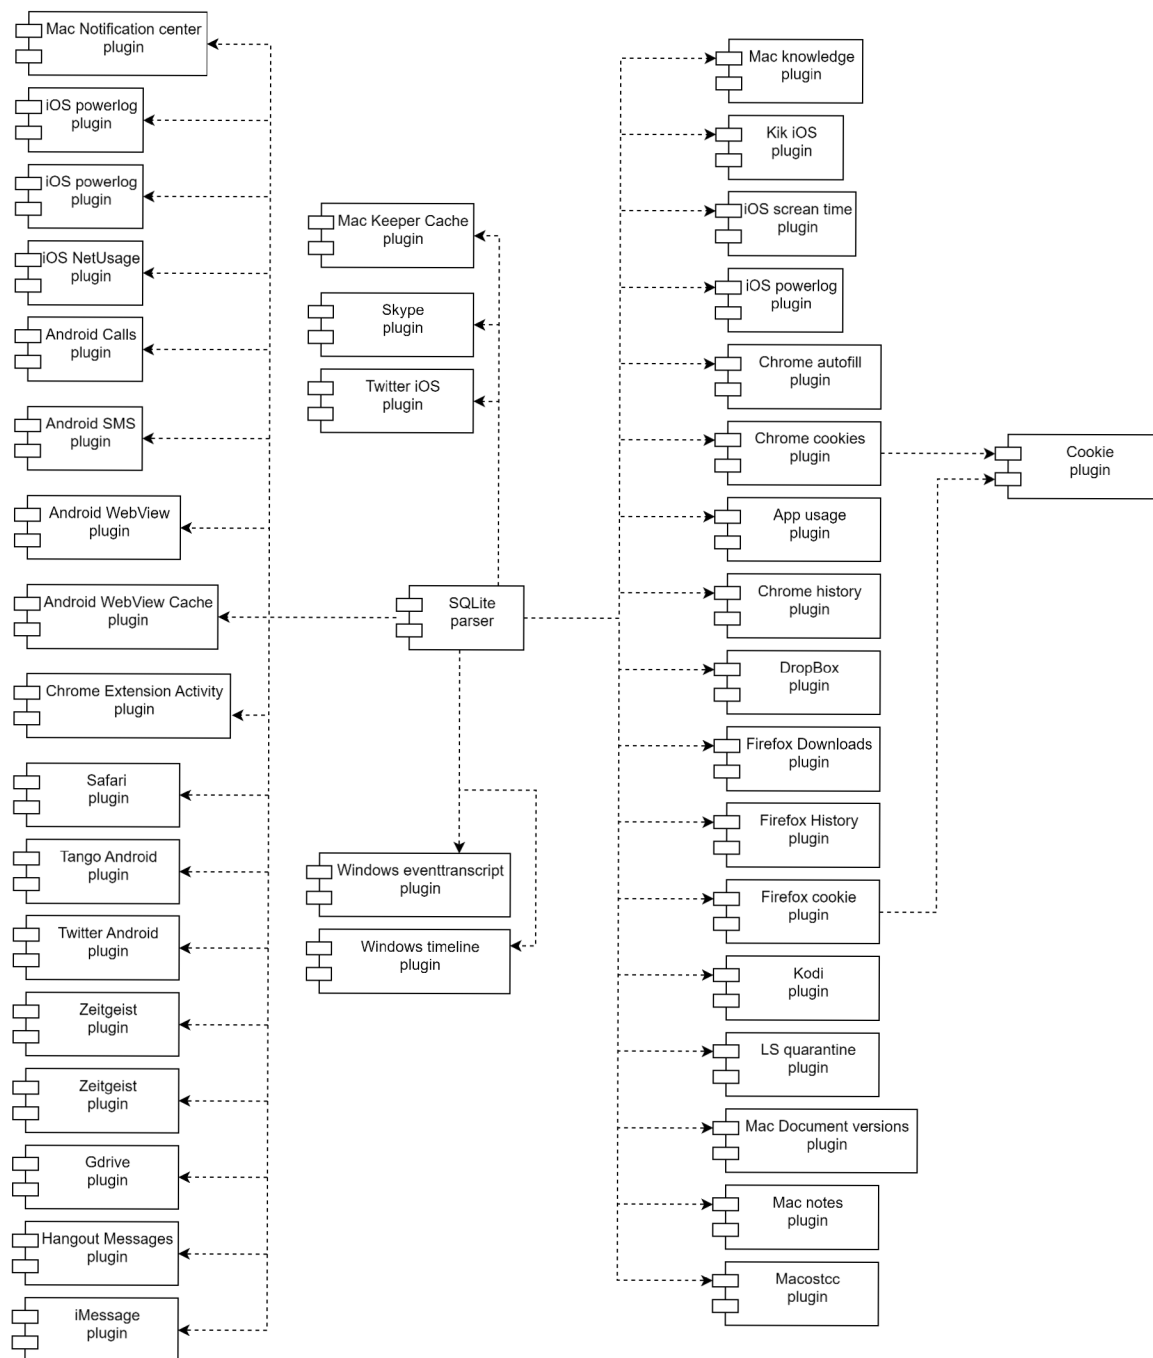 Mac Notification center
plugin
iOS powerlog
plugin
iOS powerlog
plugin
iOS NetUsage
plugin
Android Calls
plugin
Android SMS
plugin
Android WebView
plugin
Android WebView Cache
plugin
Chrome Extension Activity
plugin
Safari
plugin
Tango Android
plugin
Twitter Android
plugin
Zeitgeist
plugin
Zeitgeist
plugin
Gdrive
plugin
Hangout Messages
plugin
iMessage
plugin
Mac Keeper Cache
plugin
Skype
plugin
Twitter iOS
plugin
SQLite
parser
Windows eventtranscript
plugin
Windows timeline
plugin
Mac knowledge
plugin
Kik iOS
plugin
iOS screan time
plugin
iOS powerlog
plugin
Chrome autofill
plugin
Chrome cookies
plugin
App usage
plugin
Chrome history
plugin
DropBox
plugin
Firefox Downloads
plugin
Firefox History
plugin
Firefox cookie
plugin
Kodi
plugin
LS quarantine
plugin
Mac Document versions
plugin
Mac notes
plugin
Macostcc
plugin
Cookie
plugin